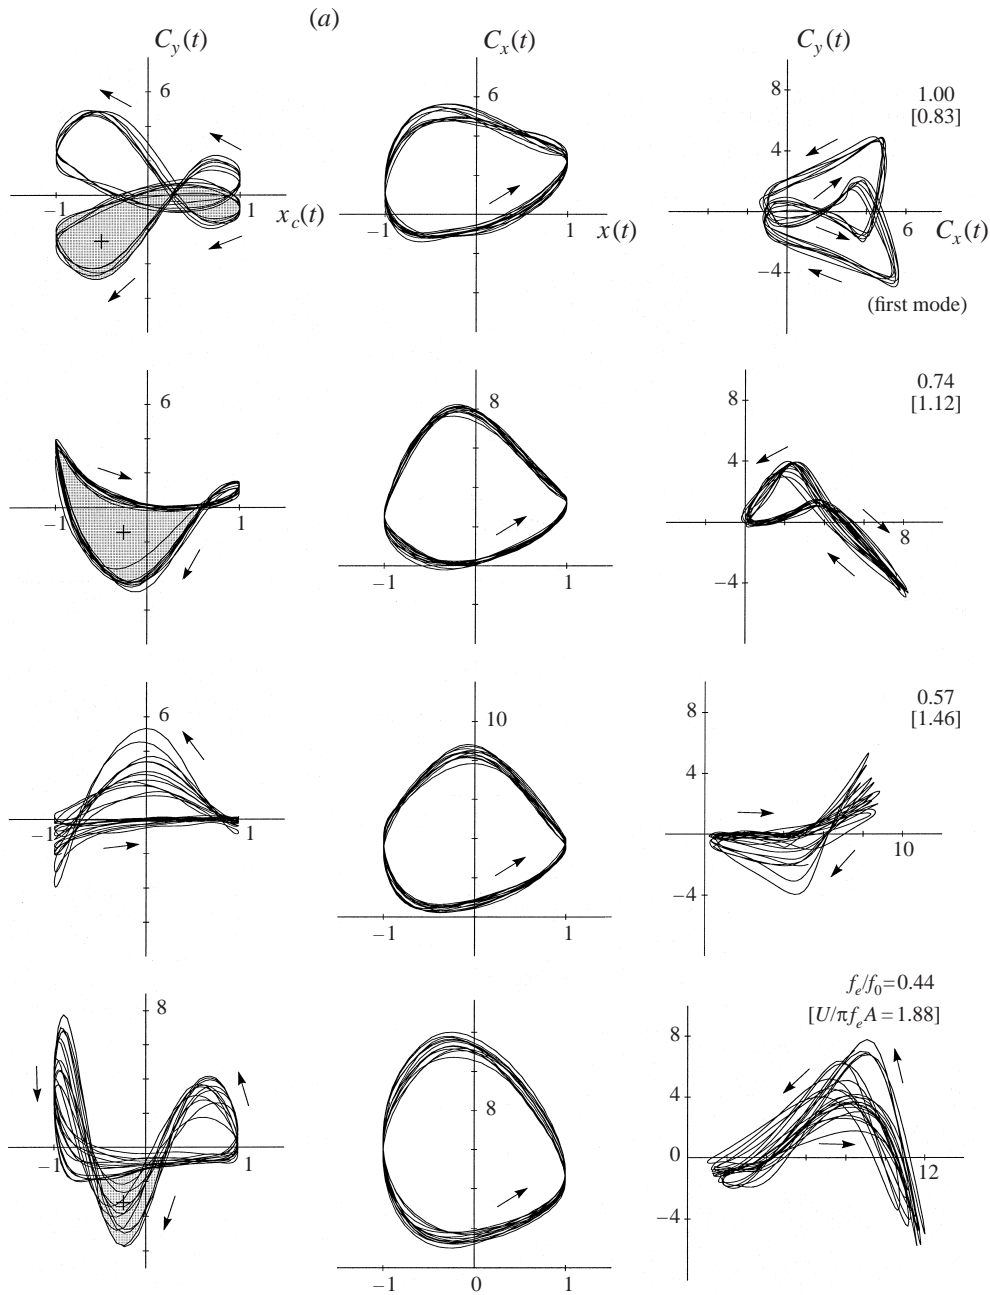 (a)
C_y(t) C_x(t) C_y(t)
6 6 8
1.00
[0.83]
4
−1 1 x_c(t) −1 1 x(t) 6 C_x(t)
+
−4
(first mode)
6 8 8
0.74
[1.12]
4
−1 1 8
+
−1 1 −4
6 10 8
0.57
[1.46]
4
−1 1 10
−4
−1 1
f_e/f_0=0.44
[U/πf_eA=1.88]
8 8 8
4
−1 1 0 12
+
−4
−1 0 1